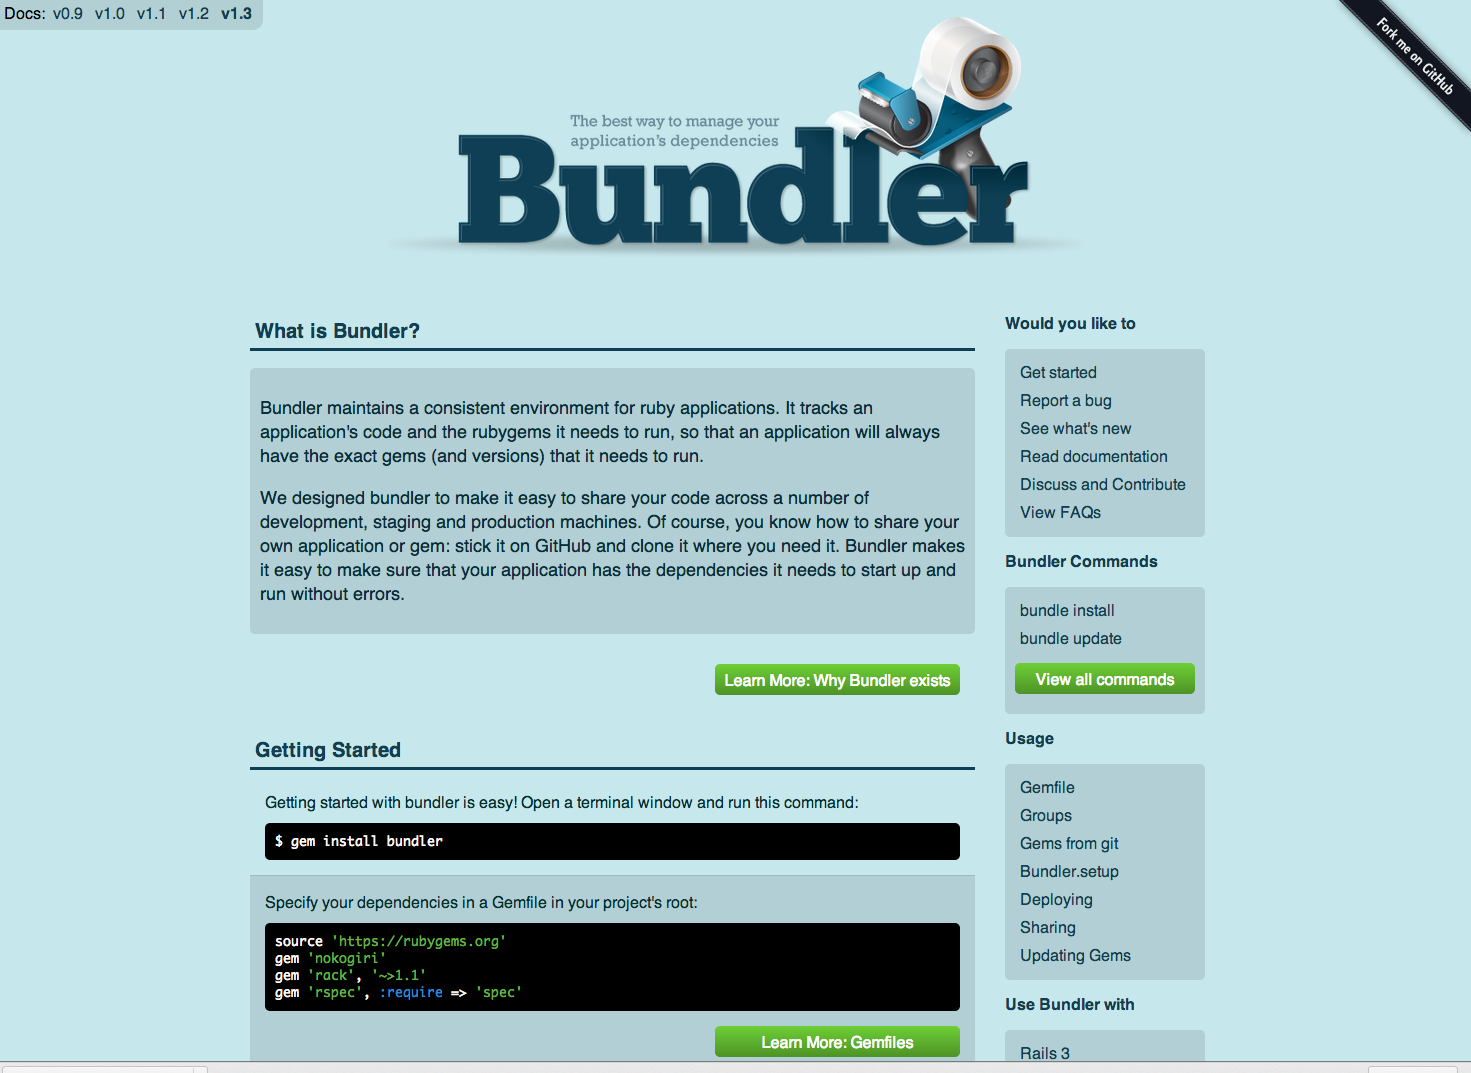 Docs: v0.9 v1.0 v1.1 v1.2 v1.3
Fork me on GitHub
The best way to manage your
application's dependencies
Bundler
What is Bundler?
Bundler maintains a consistent environment for ruby applications. It tracks an
application's code and the rubygems it needs to run, so that an application will always
have the exact gems (and versions) that it needs to run.
We designed bundler to make it easy to share your code across a number of
development, staging and production machines. Of course, you know how to share your
own application or gem: stick it on GitHub and clone it where you need it. Bundler makes
it easy to make sure that your application has the dependencies it needs to start up and
run without errors.
Learn More: Why Bundler exists
Getting Started
Getting started with bundler is easy! Open a terminal window and run this command:
$ gem install bundler
Specify your dependencies in a Gemfile in your project's root:
source 'https://rubygems.org'
gem 'nokogiri'
gem 'rack', '~>1.1'
gem 'rspec', :require => 'spec'
Learn More: Gemfiles
Would you like to
Get started
Report a bug
See what's new
Read documentation
Discuss and Contribute
View FAQs
Bundler Commands
bundle install
bundle update
View all commands
Usage
Gemfile
Groups
Gems from git
Bundler.setup
Deploying
Sharing
Updating Gems
Use Bundler with
Rails 3